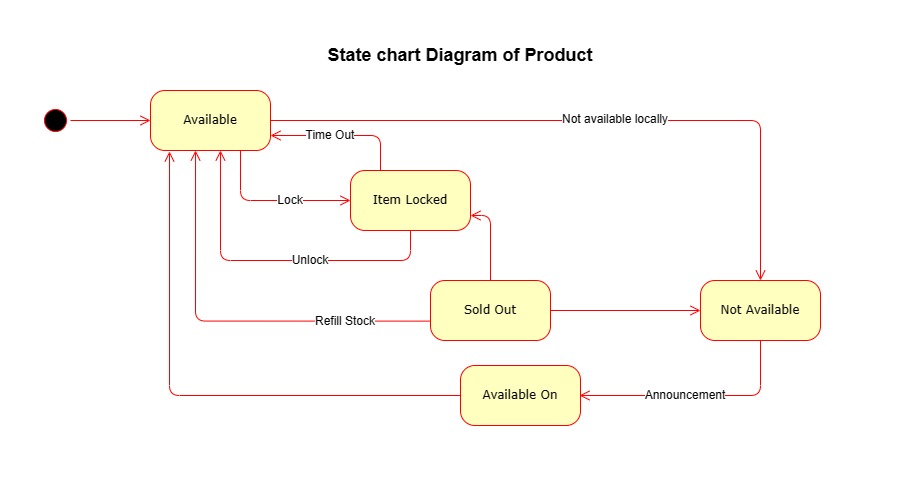 State chart Diagram of Product
Available
Not available locally
Time Out
Lock
Item Locked
Unlock
Sold Out
Not Available
Refill Stock
Available On
Announcement